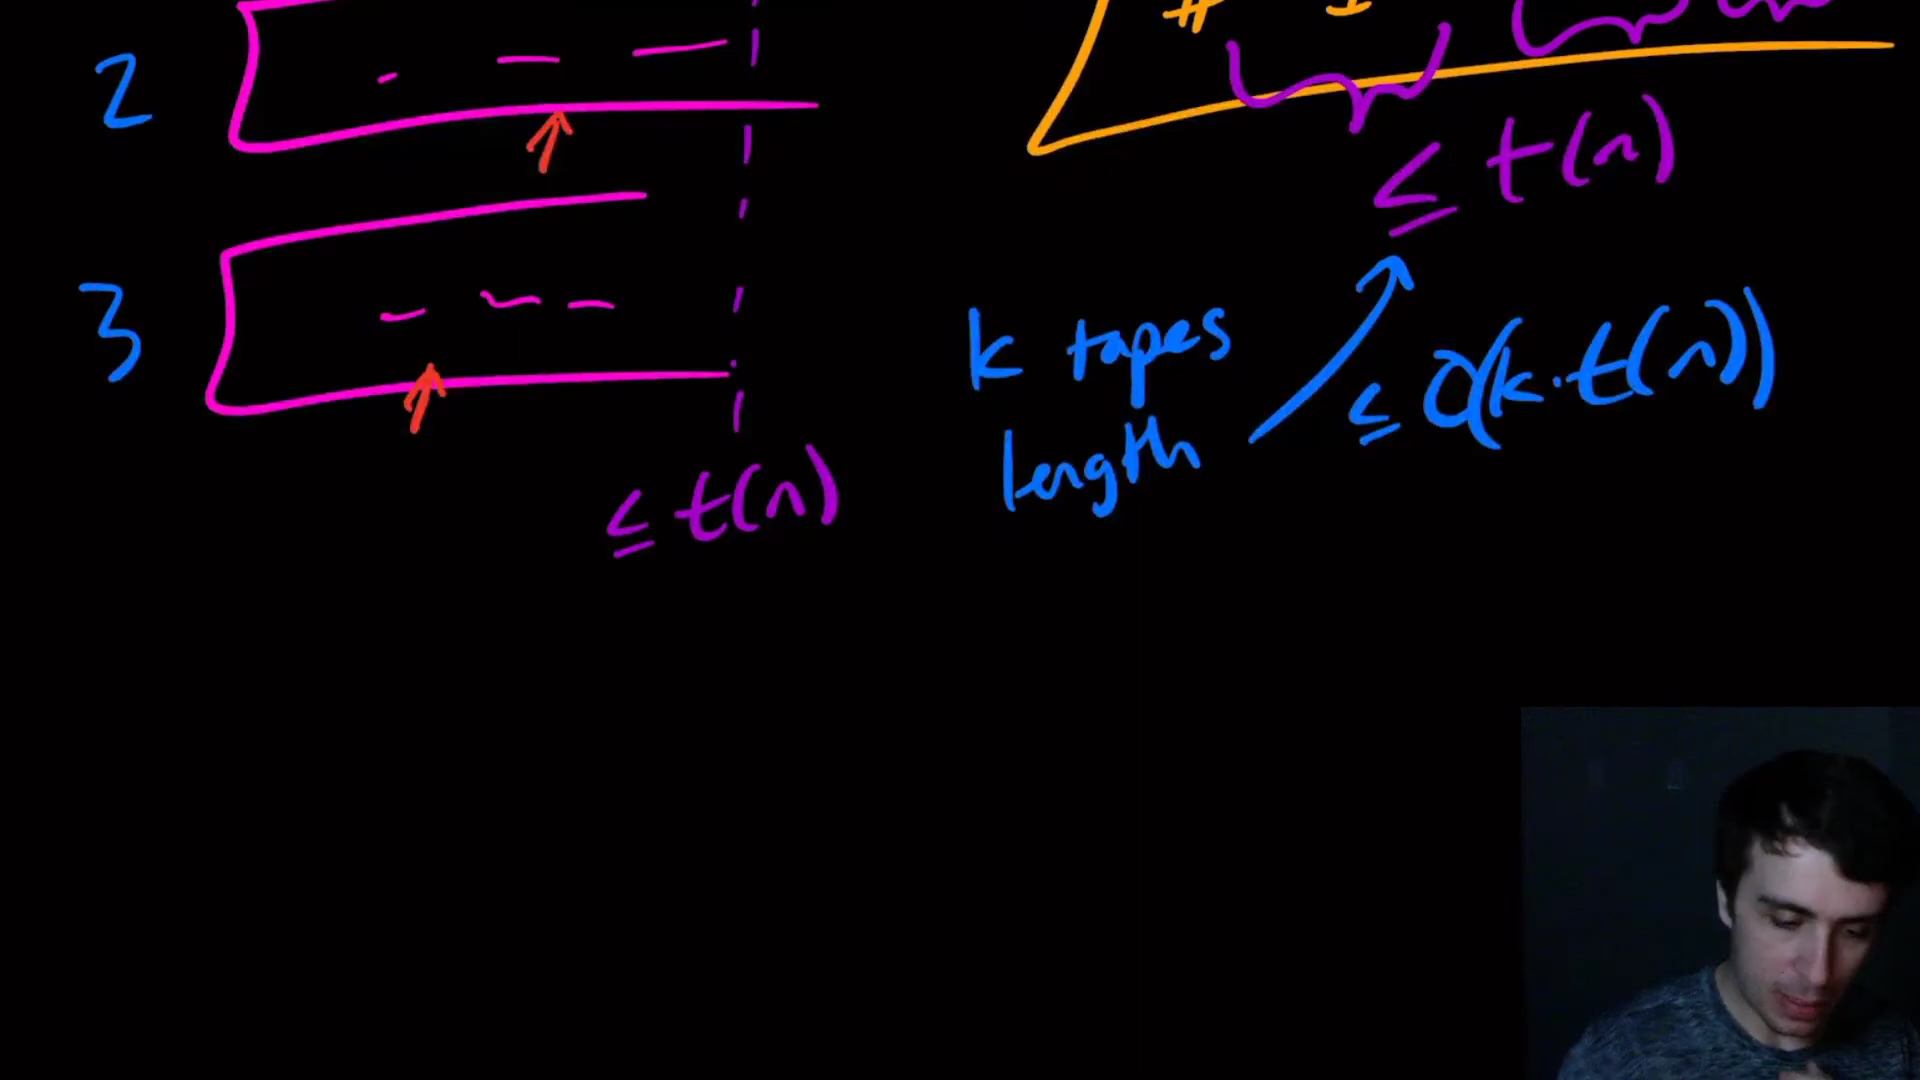 2
3
≤ t(n)
#
≤ t(n)
k tapes
length
≤ O(k·t(n))